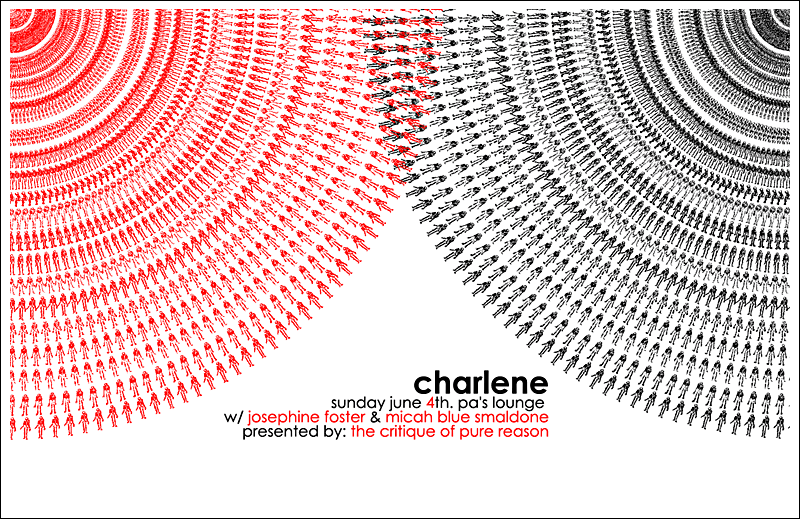 charlene
sunday june 4th. pa's lounge
w/ josephine foster & micah blue smaldone
presented by: the critique of pure reason